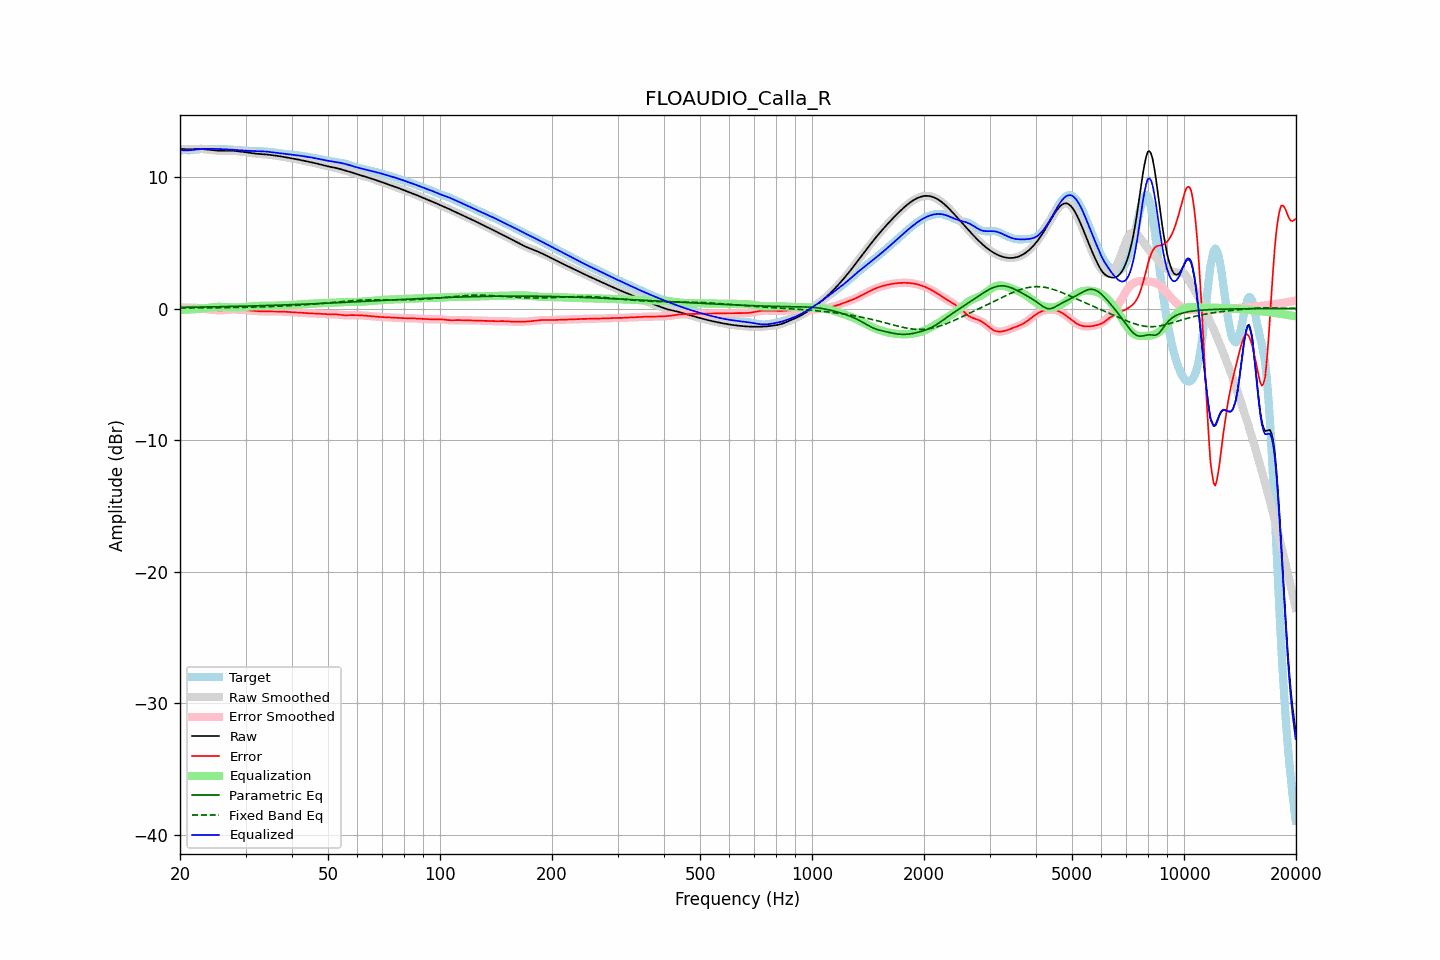 FLOAUDIO_Calla_R
Amplitude (dBr)
10
0
−10
−20
−30
−40
Target
Raw Smoothed
Error Smoothed
Raw
Error
Equalization
Parametric Eq
Fixed Band Eq
Equalized
20
50
100
200
500
1000
2000
5000
10000
20000
Frequency (Hz)